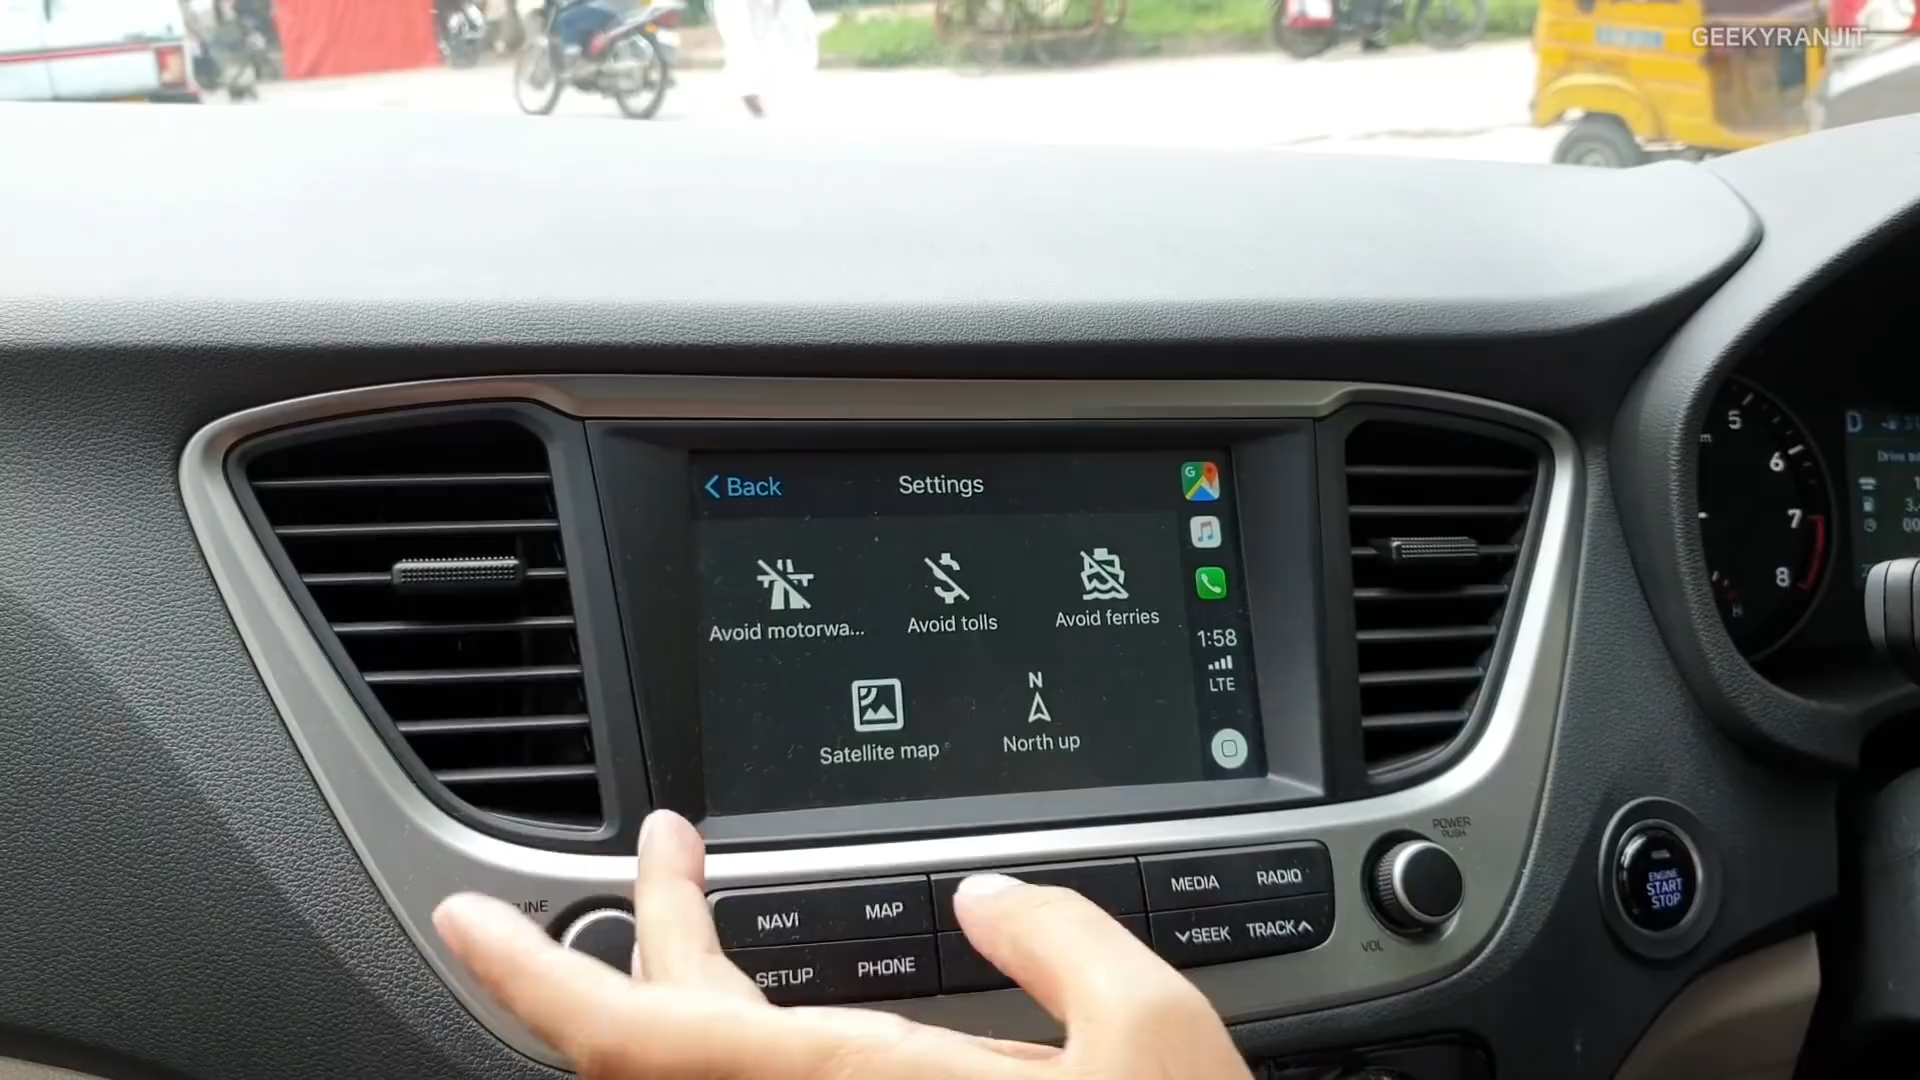 GEEKYRANJIT
Back
Settings
Avoid motorwa...
Avoid tolls
Avoid ferries
Satellite map
N
North up
1:58
LTE
5
6
7
8
H
D
Drive
POWER
PUSH
VOL
NAVI
MAP
SETUP
PHONE
MEDIA
RADIO
SEEK
TRACK
ENGINE
START
STOP